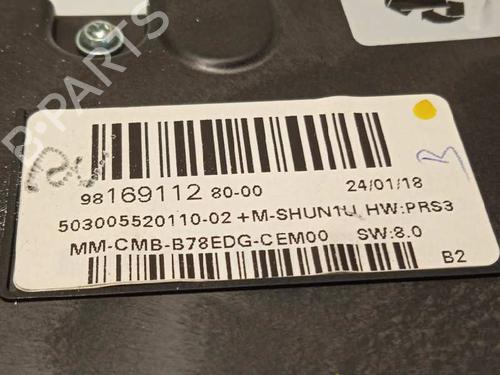 B-PARTS
98169112 80-00 24/01/18
503005520110-02 +M-SHUN1U HW:PRS3
MM-CMB-B78EDG-CEM00 SW:8.0
B2